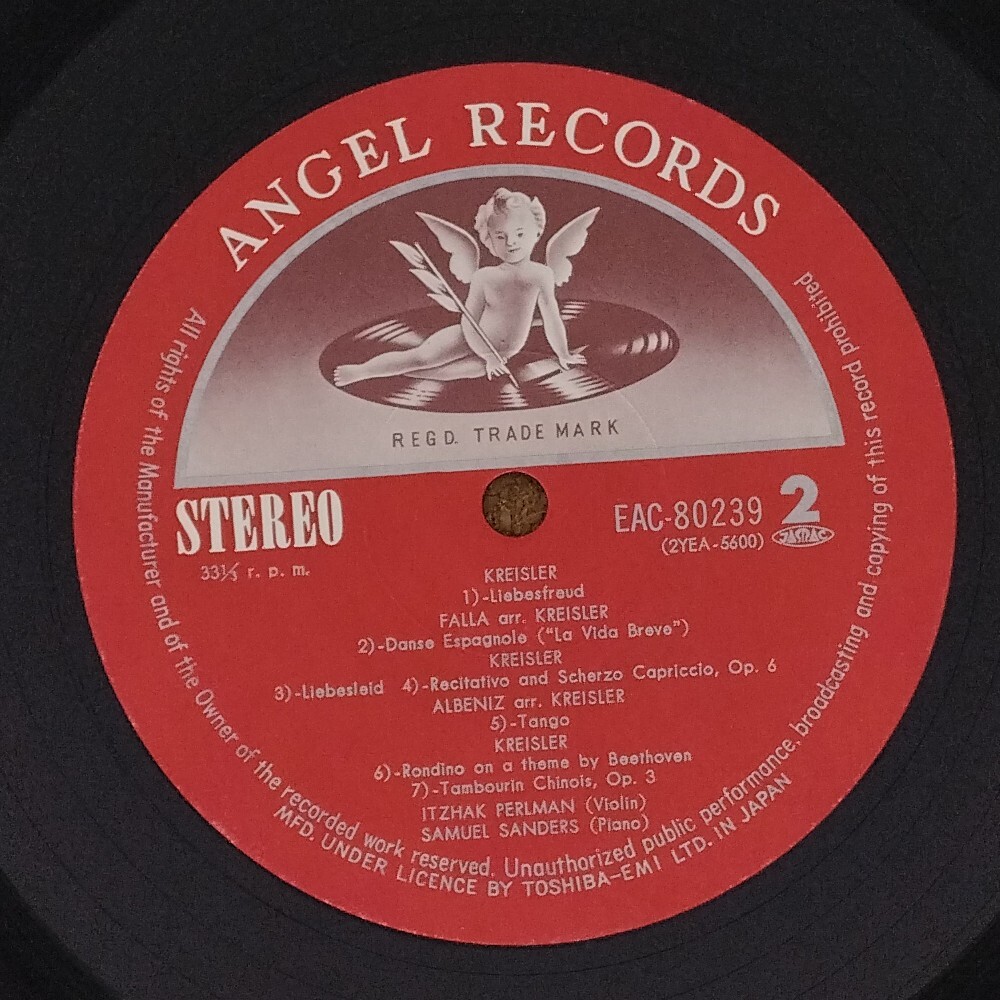 ANGEL RECORDS
REGD. TRADE MARK
STEREO
33⅓ r. p. m.
EAC-80239 2
(2YEA-5600) JASRAC
KREISLER
1)-Liebesfreud
FALLA arr. KREISLER
2)-Danse Espagnole ("La Vida Breve")
KREISLER
3)-Liebesleid 4)-Recitativo and Scherzo Capriccio, Op. 6
ALBENIZ arr. KREISLER
5)-Tango
KREISLER
6)-Rondino on a theme by Beethoven
7)-Tambourin Chinois, Op. 3
ITZHAK PERLMAN (Violin)
SAMUEL SANDERS (Piano)
All rights of the Manufacturer and of the Owner of the recorded work reserved. Unauthorized public performance, broadcasting and copying of this record prohibited
MFD. UNDER LICENCE BY TOSHIBA-EMI LTD. IN JAPAN